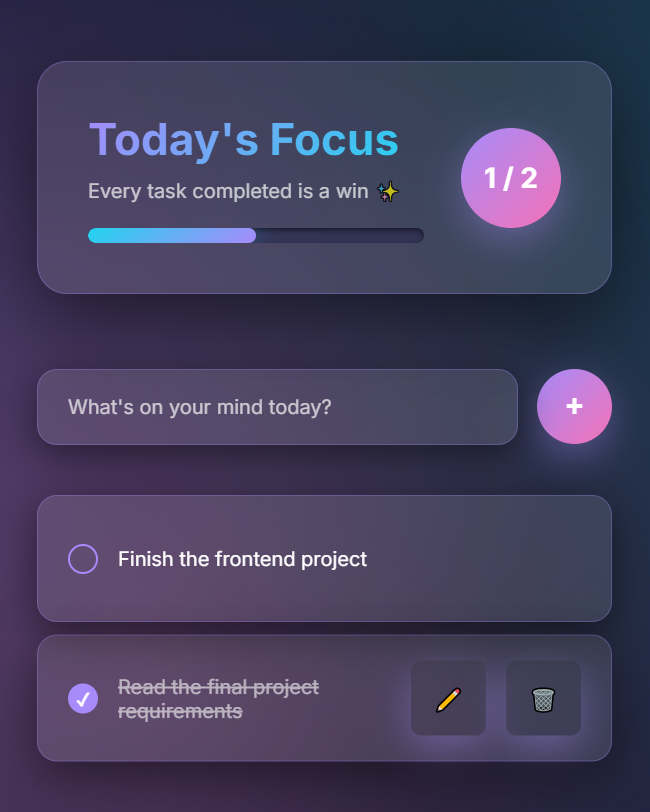 Today's Focus
Every task completed is a win ✨
1 / 2
What's on your mind today?
+
Finish the frontend project
Read the final project
requirements